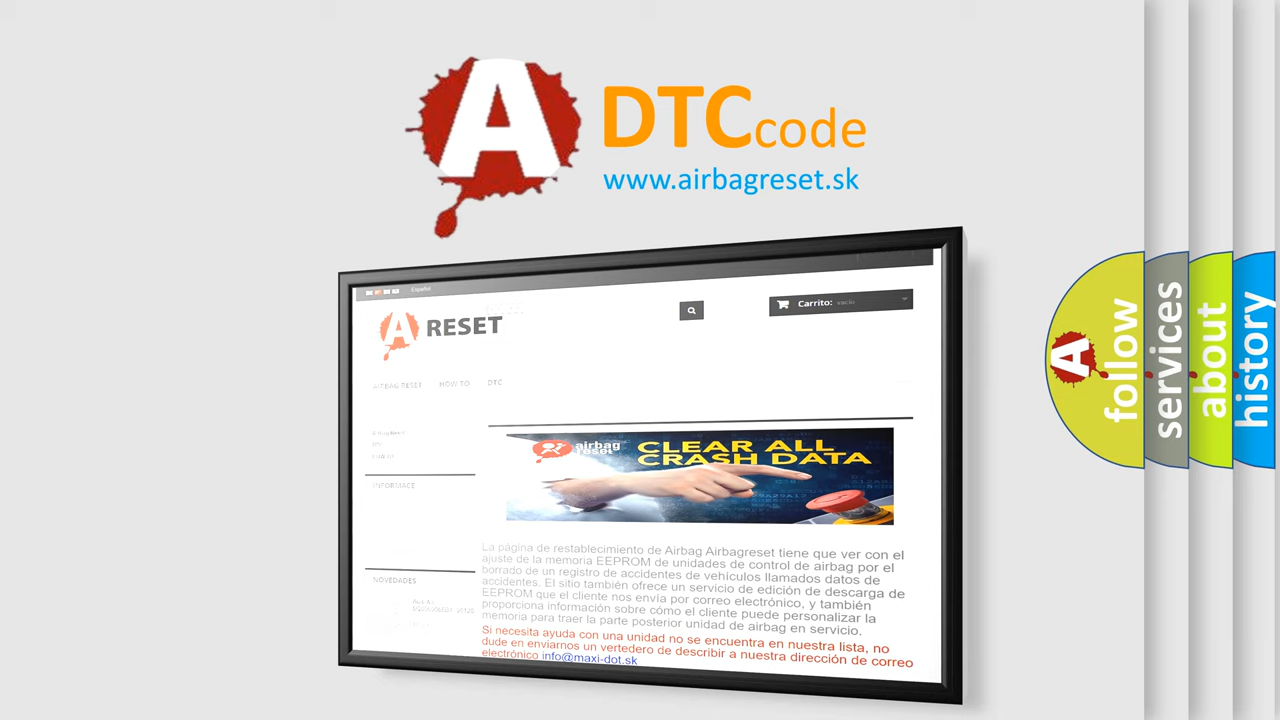 A DTCcode
www.airbagreset.sk
Español
A RESET
Carrito: vacío
AIRBAG RESET HOW TO DTC
INFORMACE
airbag
reset
CLEAR ALL
CRASH DATA
La página de restablecimiento de Airbag Airbagreset tiene que ver con el
ajuste de la memoria EEPROM de unidades de control de airbag por el
borrado de un registro de accidentes de vehículos llamados datos de
accidentes. El sitio también ofrece un servicio de edición de descarga de
EEPROM que el cliente nos envía por correo electrónico, y también
proporciona información sobre cómo el cliente puede personalizar la
memoria para traer la parte posterior unidad de airbag en servicio.
Si necesita ayuda con una unidad no se encuentra en nuestra lista, no
dude en enviarnos un vertedero de describir a nuestra dirección de correo
electrónico info@maxi-dot.sk
NOVEDADES
A follow
services
about
history